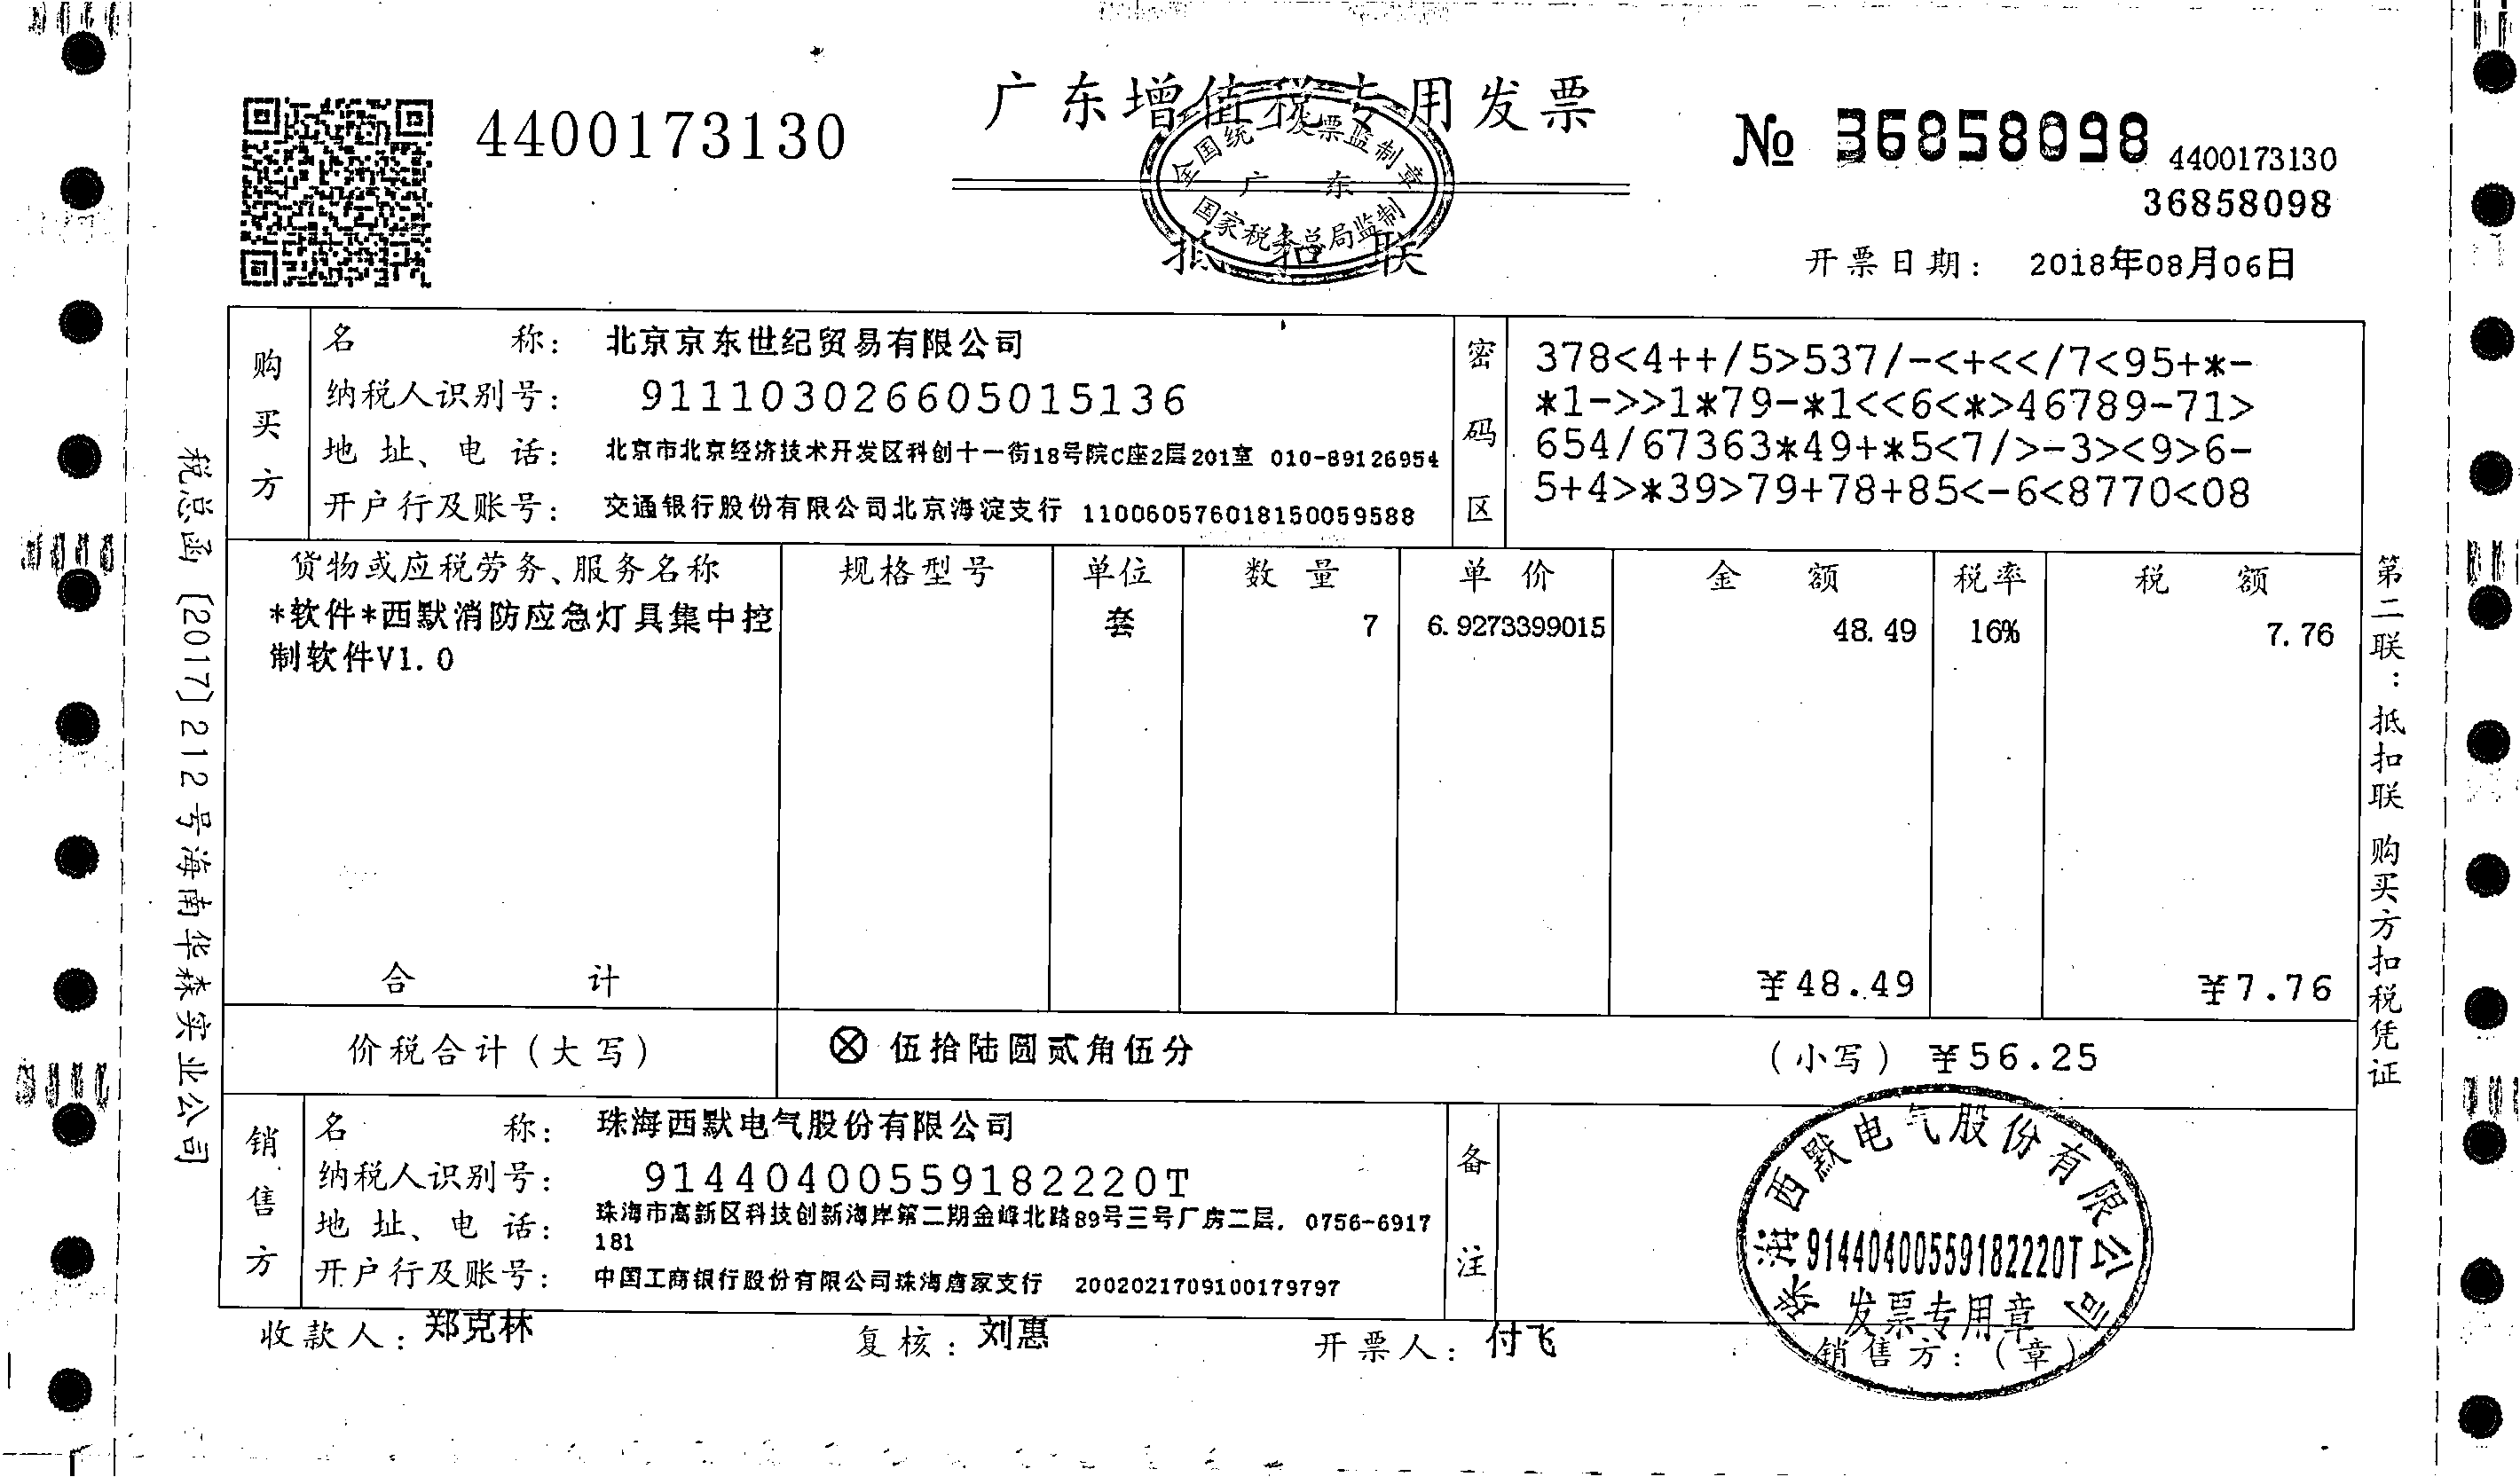 广东增值税专用发票
4400173130
全国统一发票监制章
广东
国家税务总局监制
抵扣联
№ 36858098
4400173130
36858098
开票日期: 2018年08月06日
购买方
名称: 北京京东世纪贸易有限公司
纳税人识别号: 911103026605015136
地址、电话: 北京市北京经济技术开发区科创十一街18号院C座2层201室 010-89126954
开户行及账号: 交通银行股份有限公司北京海淀支行 110060576018150059588
密码区
378<4++/5>537/-<+<</7<95+*-
*1->>1*79-*1<<6<*>46789-71>
654/67363*49+*5<7/>-3><9>6-
5+4>*39>79+78+85<-6<8770<08
货物或应税劳务、服务名称 规格型号 单位 数量 单价 金额 税率 税额
*软件*西默消防应急灯具集中控 套 7 6.9273399015 48.49 16% 7.76
制软件V1.0
合计 ¥48.49 ¥7.76
价税合计(大写) ⊗伍拾陆圆贰角伍分 (小写) ¥56.25
销售方
名称: 珠海西默电气股份有限公司
纳税人识别号: 91440400559182220T
地址、电话: 珠海市高新区科技创新海岸第二期金峰北路89号三号厂房二层. 0756-6917
181
开户行及账号: 中国工商银行股份有限公司珠海唐家支行 2002021709100179797
备注
珠海西默电气股份有限公司
91440400559182220T
发票专用章
收款人: 郑克林 复核: 刘惠 开票人: 付飞 销售方: (章)
税总函〔2017〕212号海南华森实业公司
第二联: 抵扣联 购买方扣税凭证